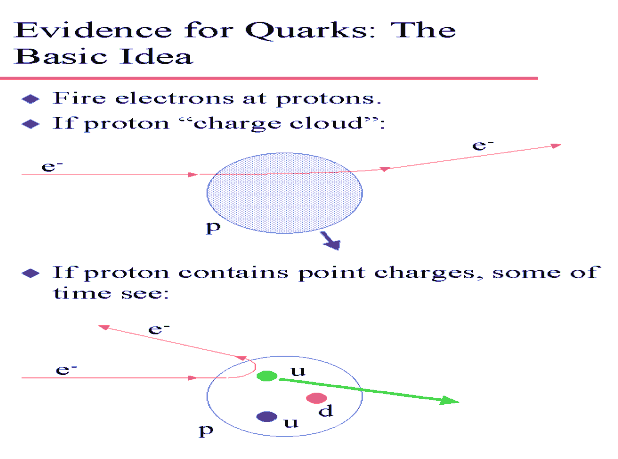 Evidence for Quarks: The
Basic Idea
Fire electrons at protons.
If proton “charge cloud”:
e-
e-
p
If proton contains point charges, some of
time see:
e-
e-
u
d
u
p